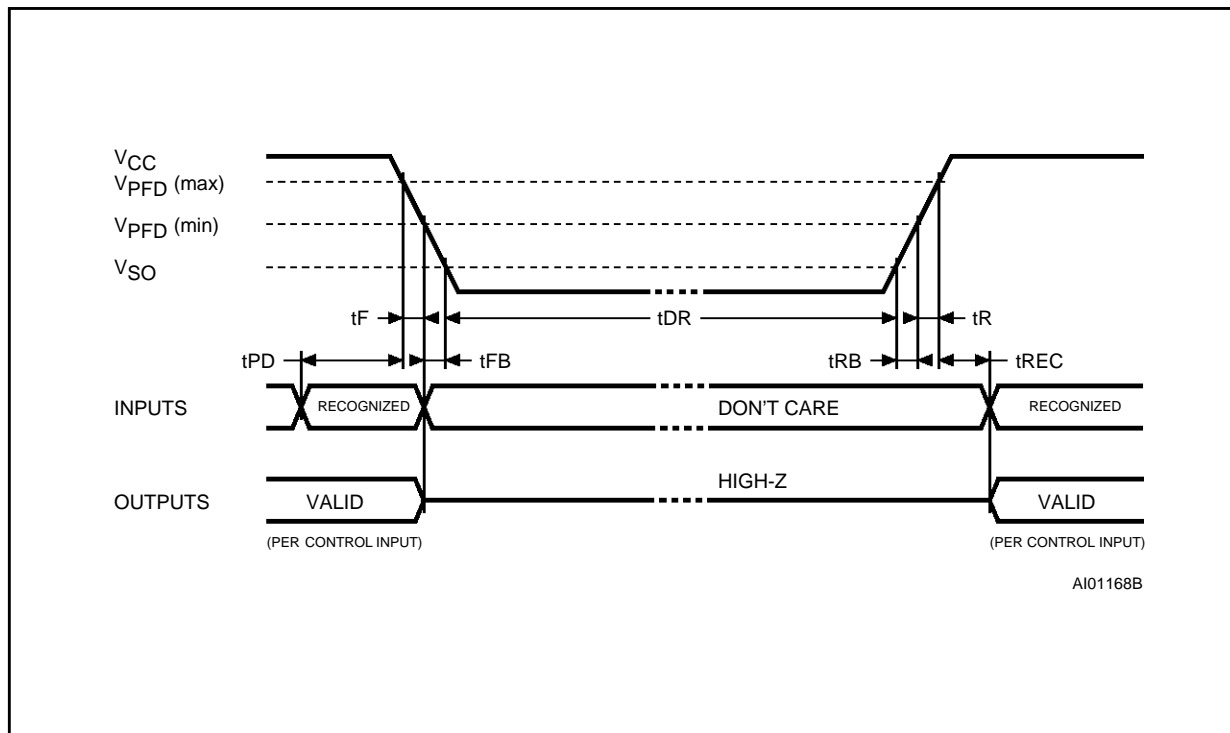 VCC
VPFD (max)
VPFD (min)
VSO
tF
tDR
tR
tPD
tFB
tRB
tREC
INPUTS
RECOGNIZED
DON'T CARE
RECOGNIZED
HIGH-Z
OUTPUTS
VALID
VALID
(PER CONTROL INPUT)
(PER CONTROL INPUT)
AI01168B